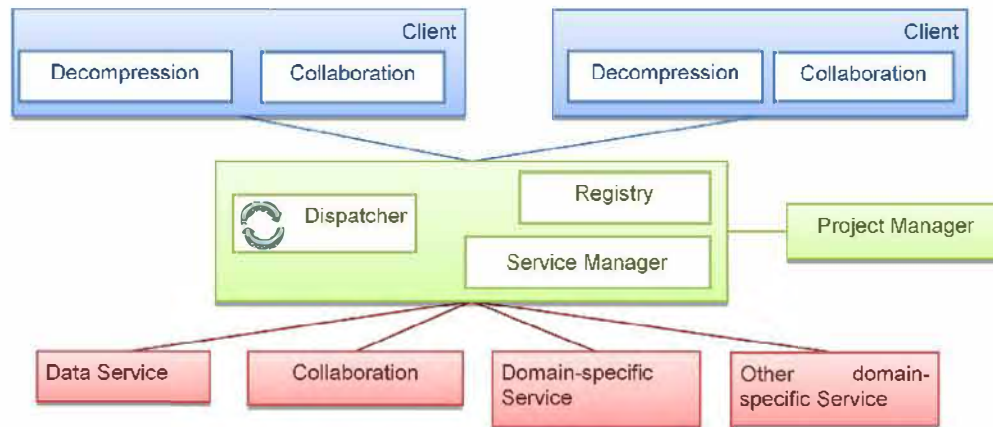 Client
Decompression
Collaboration
Client
Decompression
Collaboration
Dispatcher
Registry
Service Manager
Project Manager
Data Service
Collaboration
Domain-specific
Service
Other domain-
specific Service